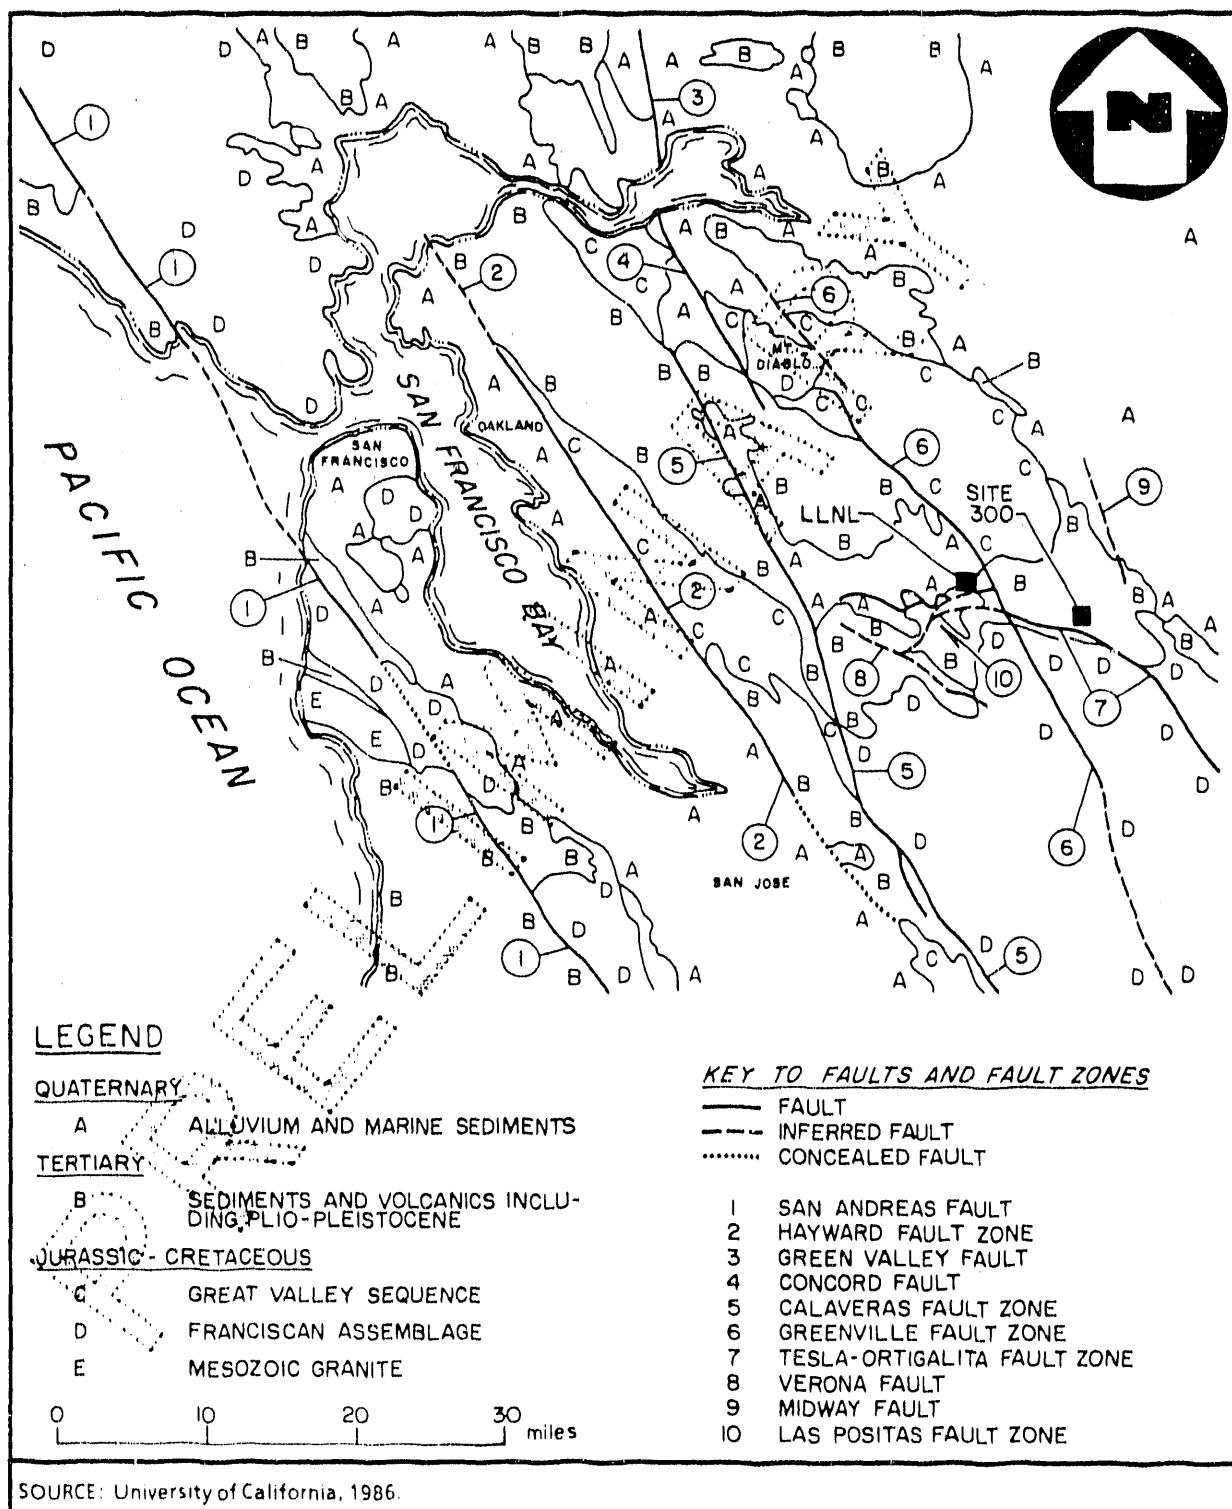 N
PACIFIC OCEAN
SAN FRANCISCO BAY
SAN
FRANCISCO
OAKLAND
MT.
DIABLO
LLNL
SITE
300
SAN JOSE
LEGEND
QUATERNARY
A ALLUVIUM AND MARINE SEDIMENTS
TERTIARY
B SEDIMENTS AND VOLCANICS INCLU-
DING PLIO-PLEISTOCENE
JURASSIC - CRETACEOUS
C GREAT VALLEY SEQUENCE
D FRANCISCAN ASSEMBLAGE
E MESOZOIC GRANITE
0 10 20 30
miles
KEY TO FAULTS AND FAULT ZONES
FAULT
INFERRED FAULT
CONCEALED FAULT
1 SAN ANDREAS FAULT
2 HAYWARD FAULT ZONE
3 GREEN VALLEY FAULT
4 CONCORD FAULT
5 CALAVERAS FAULT ZONE
6 GREENVILLE FAULT ZONE
7 TESLA-ORTIGALITA FAULT ZONE
8 VERONA FAULT
9 MIDWAY FAULT
10 LAS POSITAS FAULT ZONE
SOURCE: University of California, 1986.